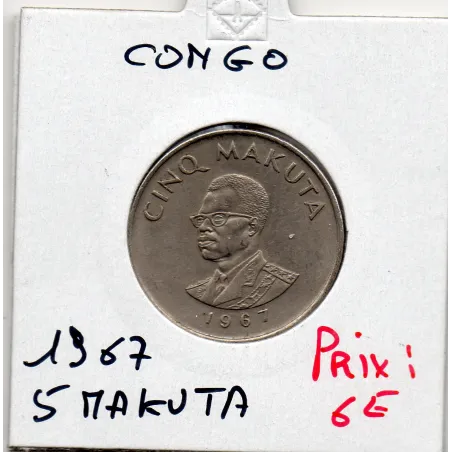 CONGO
CINQ MAKUTA
1967
1967
5 MAKUTA
Prix :
6E